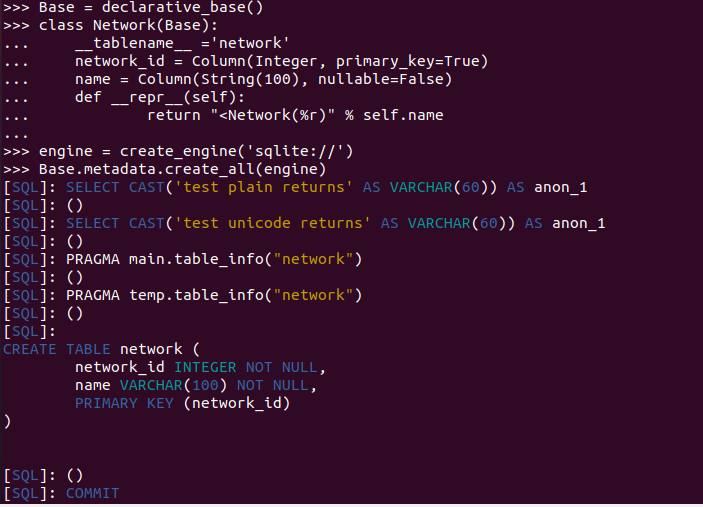 >>> Base = declarative_base()
>>> class Network(Base):
...     __tablename__ ='network'
...     network_id = Column(Integer, primary_key=True)
...     name = Column(String(100), nullable=False)
...     def __repr__(self):
...             return "<Network(%r)" % self.name
...
>>> engine = create_engine('sqlite://')
>>> Base.metadata.create_all(engine)
[SQL]: SELECT CAST('test plain returns' AS VARCHAR(60)) AS anon_1
[SQL]: ()
[SQL]: SELECT CAST('test unicode returns' AS VARCHAR(60)) AS anon_1
[SQL]: ()
[SQL]: PRAGMA main.table_info("network")
[SQL]: ()
[SQL]: PRAGMA temp.table_info("network")
[SQL]: ()
[SQL]:
CREATE TABLE network (
        network_id INTEGER NOT NULL,
        name VARCHAR(100) NOT NULL,
        PRIMARY KEY (network_id)
)
[SQL]: ()
[SQL]: COMMIT